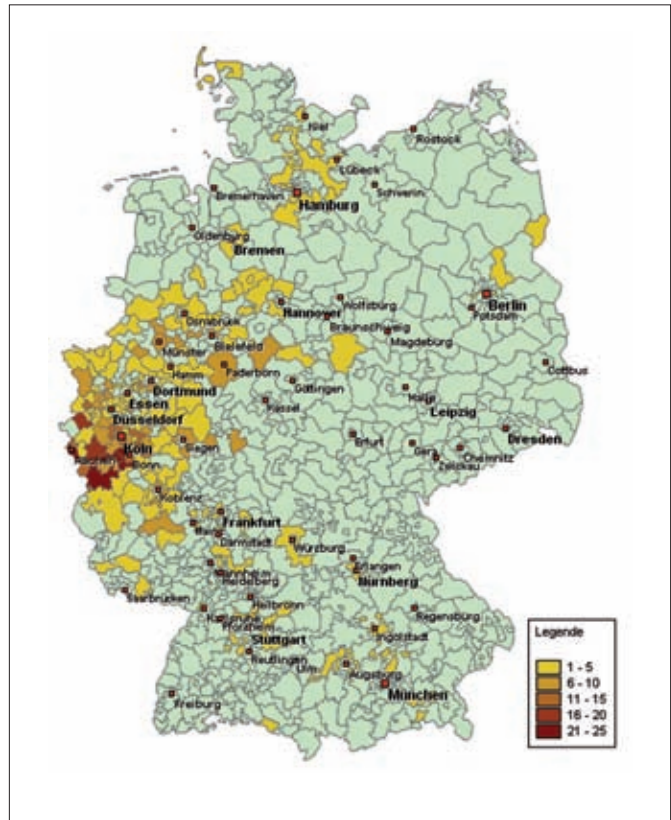 Kiel
Rostock
Lübeck
Schwerin
Bremerhaven
Hamburg
Oldenburg
Bremen
Berlin
Wolfsburg
Hannover
Potsdam
Osnabrück
Braunschweig
Magdeburg
Münster
Bielefeld
Cottbus
Hamm
Paderborn
Dortmund
Göttingen
Essen
Halle
Kassel
Leipzig
Düsseldorf
Dresden
Köln
Siegen
Erfurt
Gera
Chemnitz
Aachen
Bonn
Zwickau
Koblenz
Frankfurt
Darmstadt
Würzburg
Erlangen
Mannheim
Nürnberg
Heidelberg
Saarbrücken
Heilbronn
Karlsruhe
Regensburg
Pforzheim
Ingolstadt
Stuttgart
Reutlingen
Ulm
Augsburg
München
Freiburg
Legende
1 - 5
6 - 10
11 - 15
16 - 20
21 - 25